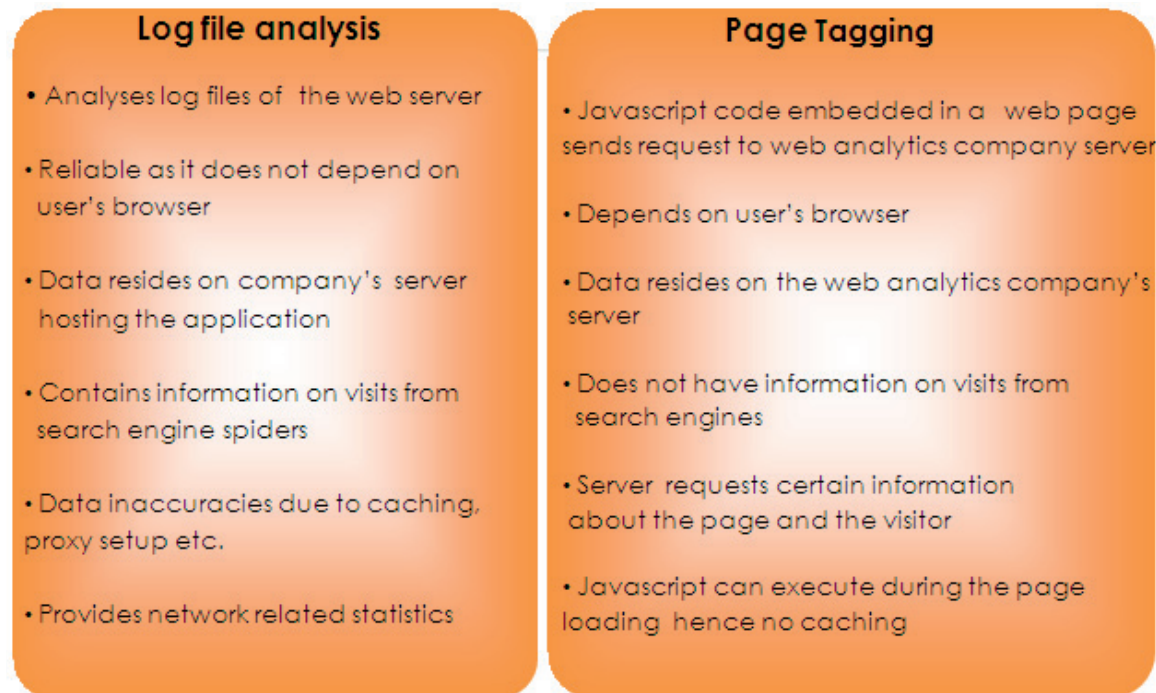 Log file analysis
• Analyses log files of the web server
• Reliable as it does not depend on
user's browser
• Data resides on company's server
hosting the application
• Contains information on visits from
search engine spiders
• Data inaccuracies due to caching,
proxy setup etc.
• Provides network related statistics
Page Tagging
• Javascript code embedded in a web page
sends request to web analytics company server
• Depends on user's browser
• Data resides on the web analytics company's
server
• Does not have information on visits from
search engines
• Server requests certain information
about the page and the visitor
• Javascript can execute during the page
loading hence no caching